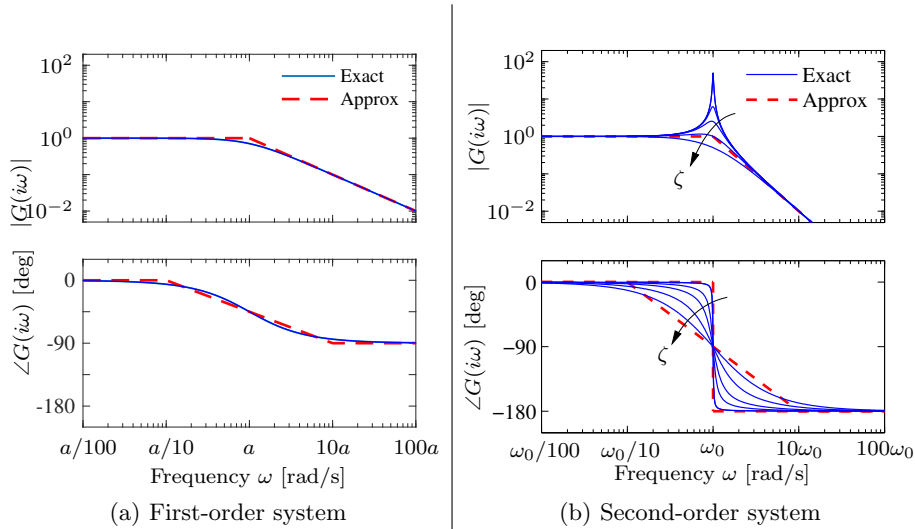 10^2
Exact
Approx
10^0
10^{-2}
|G(iω)|
0
-90
-180
∠G(iω) [deg]
a/100 a/10 a 10a 100a
Frequency ω [rad/s]
(a) First-order system
10^2
Exact
Approx
10^0
ζ
10^{-2}
|G(iω)|
0
−90
ζ
−180
∠G(iω) [deg]
ω₀/100 ω₀/10 ω₀ 10ω₀ 100ω₀
Frequency ω [rad/s]
(b) Second-order system